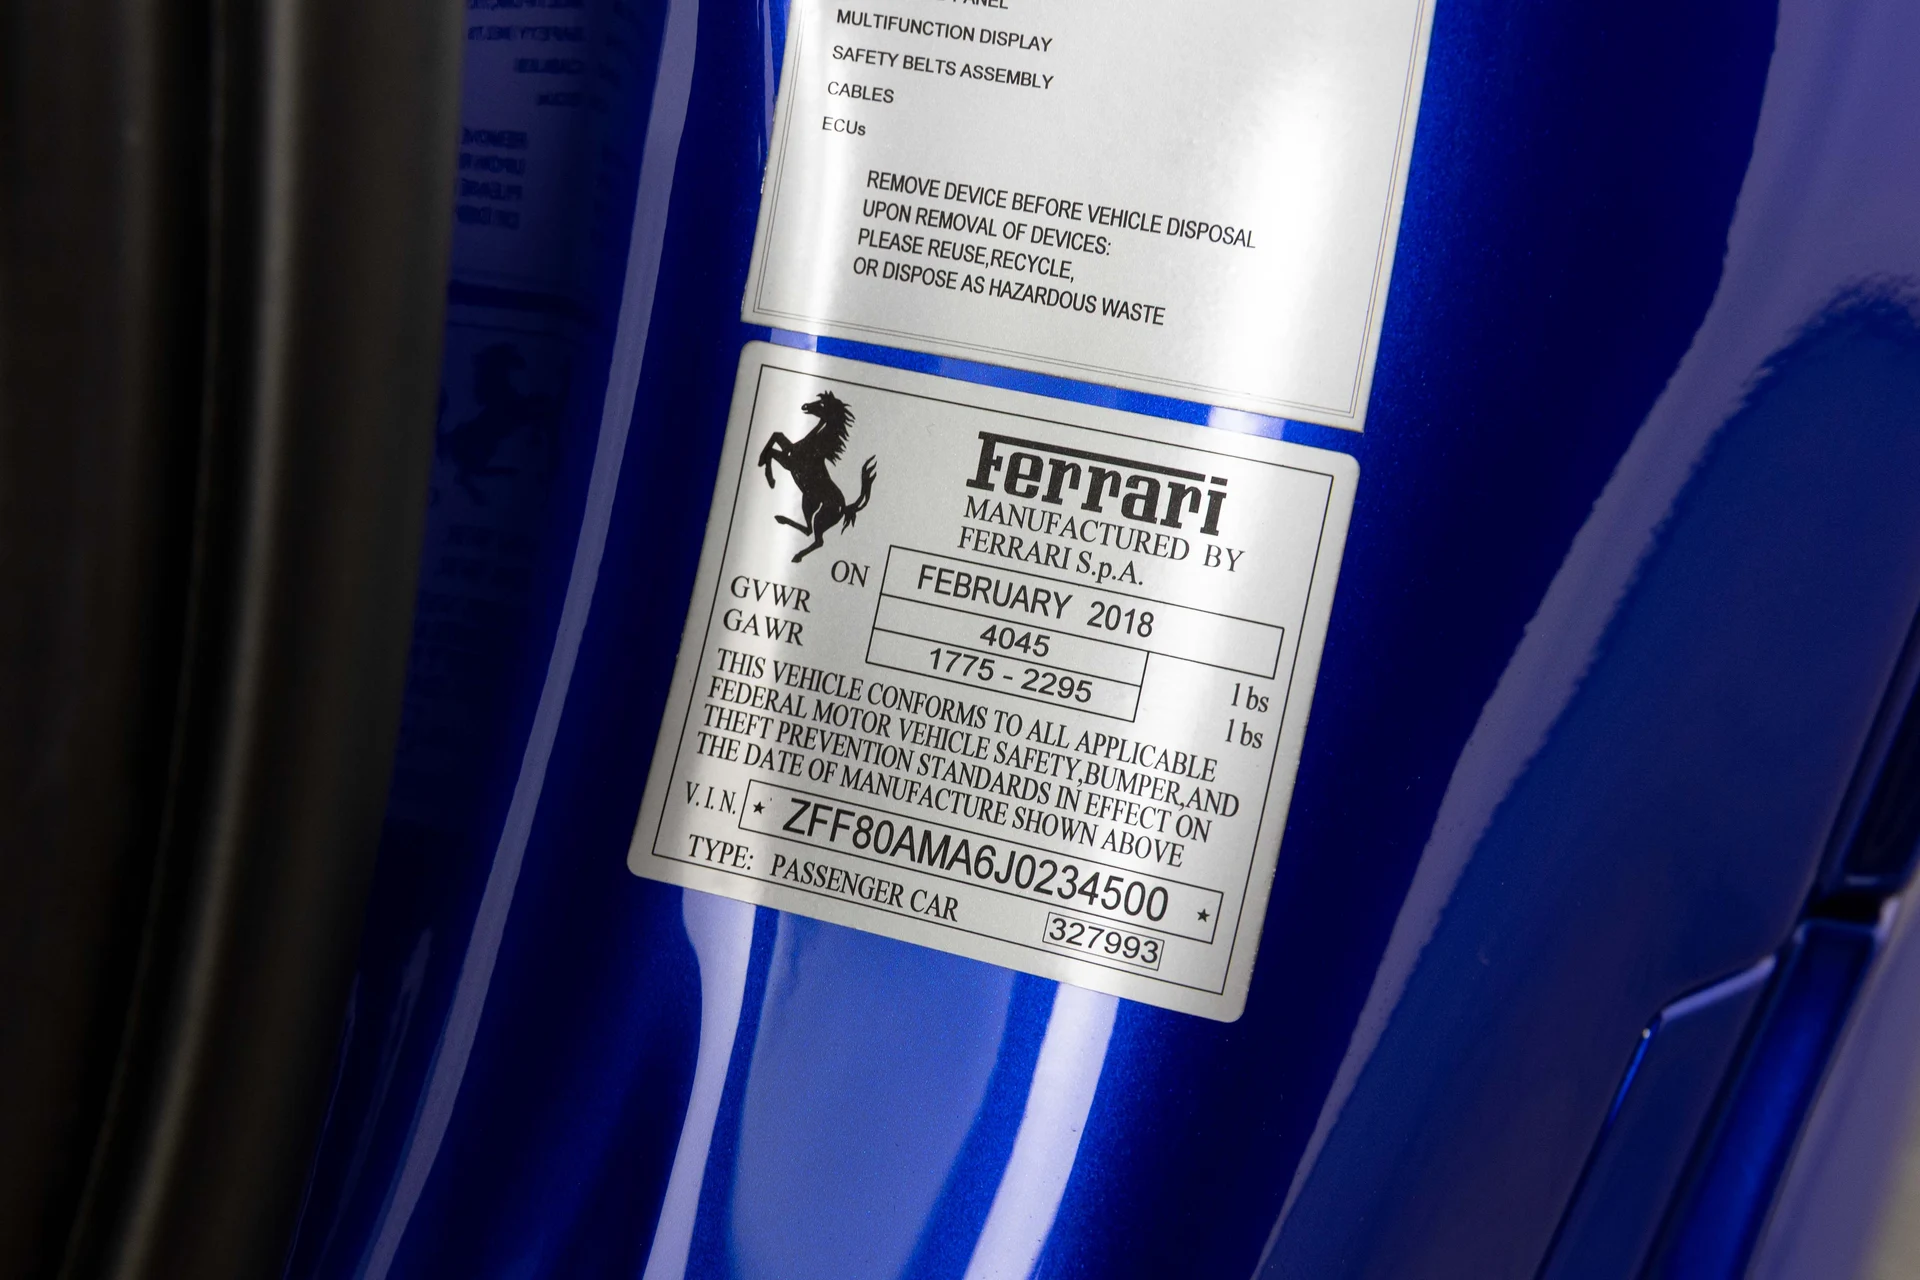 PANEL
MULTIFUNCTION DISPLAY
SAFETY BELTS ASSEMBLY
CABLES
ECUs
REMOVE DEVICE BEFORE VEHICLE DISPOSAL
UPON REMOVAL OF DEVICES:
PLEASE REUSE,RECYCLE,
OR DISPOSE AS HAZARDOUS WASTE
Ferrari
MANUFACTURED BY
FERRARI S.p.A.
ON FEBRUARY 2018
GVWR 4045 lbs
GAWR 1775 - 2295 lbs
THIS VEHICLE CONFORMS TO ALL APPLICABLE
FEDERAL MOTOR VEHICLE SAFETY,BUMPER,AND
THEFT PREVENTION STANDARDS IN EFFECT ON
THE DATE OF MANUFACTURE SHOWN ABOVE
V.I.N. ★ ZFF80AMA6J0234500 ★
TYPE: PASSENGER CAR 327993